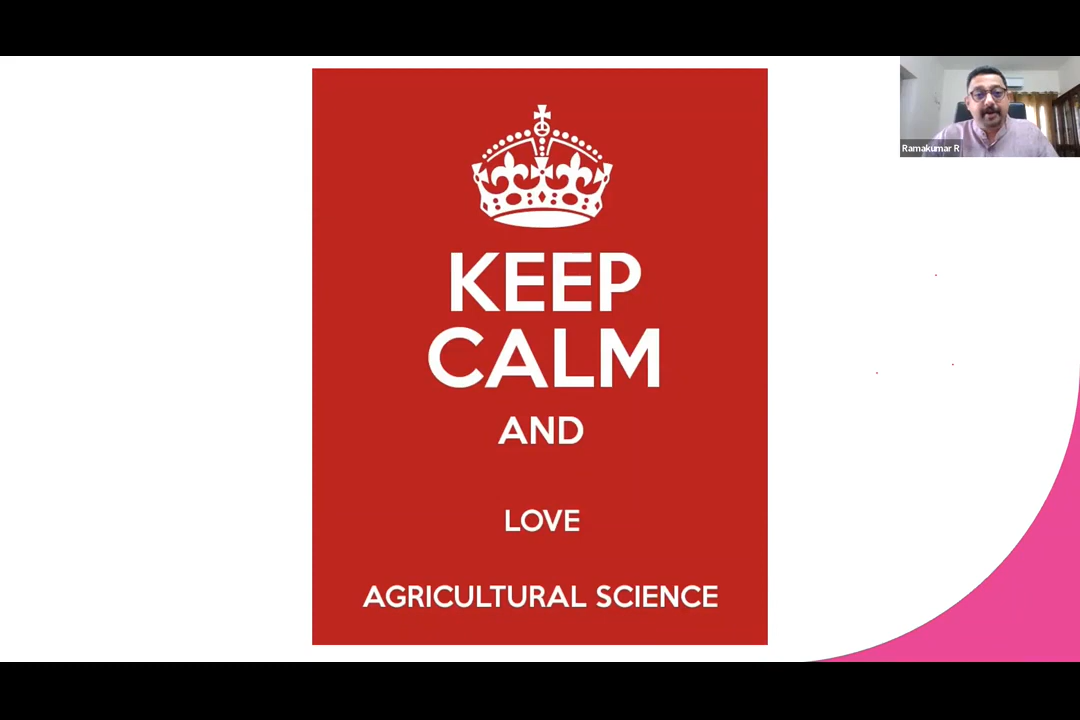 Ramakumar R
KEEP
CALM
AND
LOVE
AGRICULTURAL SCIENCE